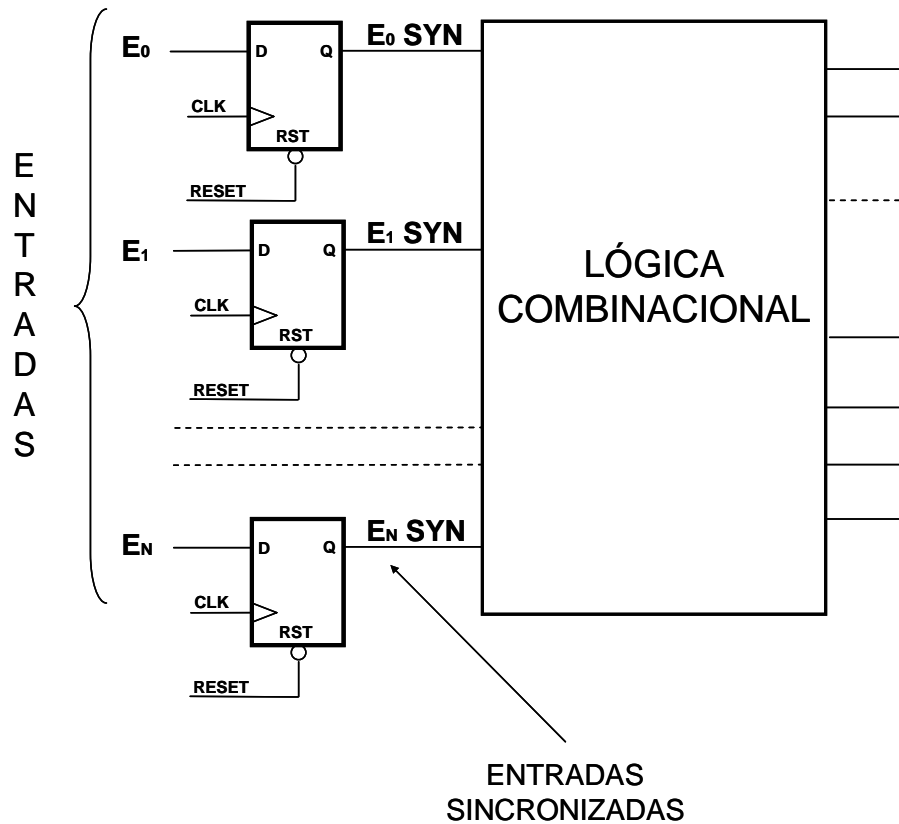 ENTRADAS
E0
D
Q
E0 SYN
CLK
RST
RESET
E1
D
Q
E1 SYN
CLK
RST
RESET
EN
D
Q
EN SYN
CLK
RST
RESET
LÓGICA
COMBINACIONAL
ENTRADAS
SINCRONIZADAS